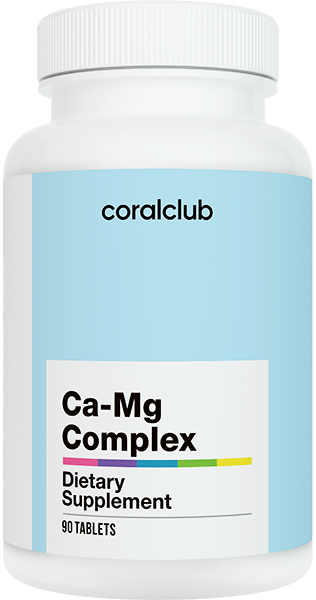 coralclub
Ca-Mg
Complex
Dietary
Supplement
90 TABLETS